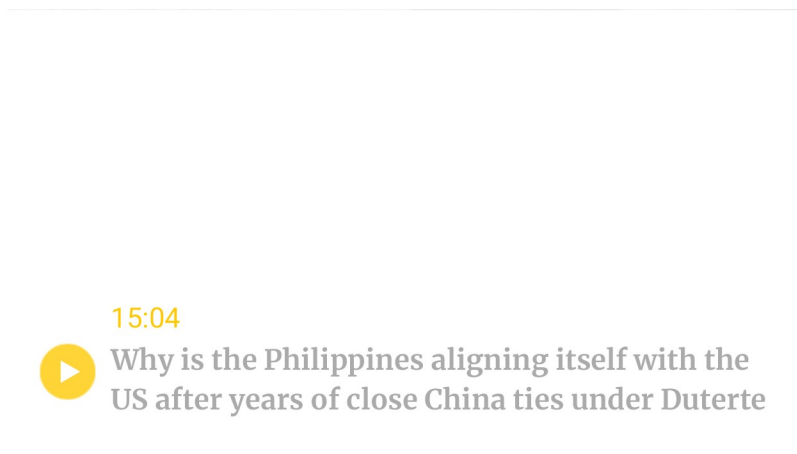 15:04
Why is the Philippines aligning itself with the
US after years of close China ties under Duterte